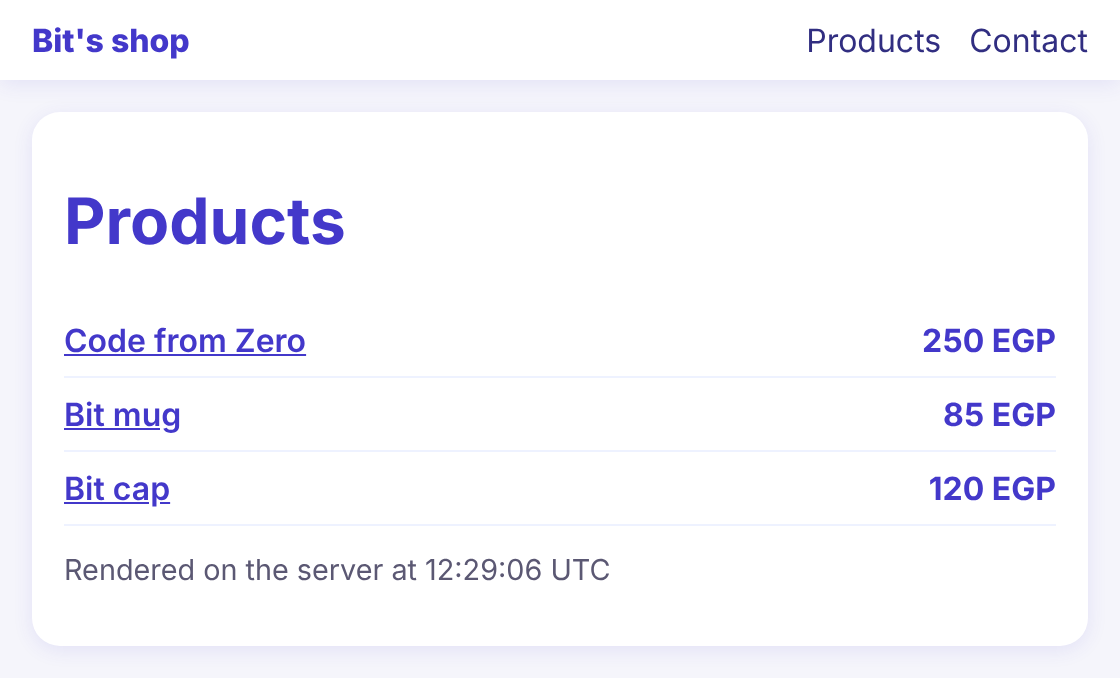 Bit's shop
Products Contact
Products
Code from Zero 250 EGP
Bit mug 85 EGP
Bit cap 120 EGP
Rendered on the server at 12:29:06 UTC